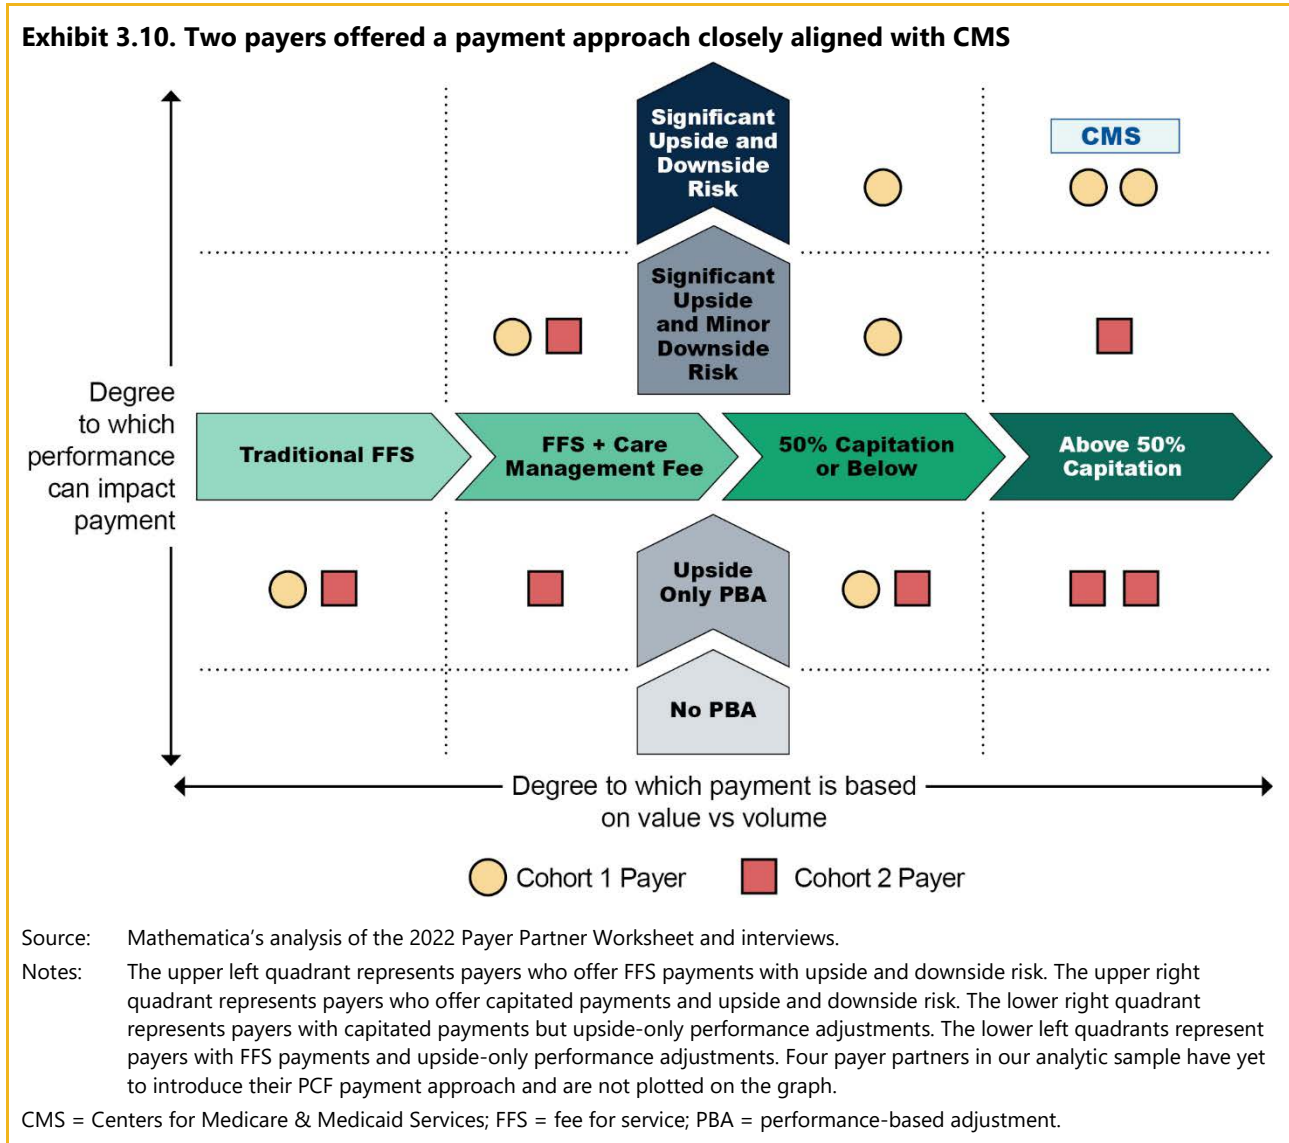 Exhibit 3.10. Two payers offered a payment approach closely aligned with CMS
Significant
Upside and
Downside
Risk
CMS
Significant
Upside
and Minor
Downside
Risk
Degree
to which
performance
can impact
payment
Traditional FFS
FFS + Care
Management Fee
50% Capitation
or Below
Above 50%
Capitation
Upside
Only PBA
No PBA
Degree to which payment is based
on value vs volume
Cohort 1 Payer
Cohort 2 Payer
Source: Mathematica’s analysis of the 2022 Payer Partner Worksheet and interviews.
Notes: The upper left quadrant represents payers who offer FFS payments with upside and downside risk. The upper right
quadrant represents payers who offer capitated payments and upside and downside risk. The lower right quadrant
represents payers with capitated payments but upside-only performance adjustments. The lower left quadrants represent
payers with FFS payments and upside-only performance adjustments. Four payer partners in our analytic sample have yet
to introduce their PCF payment approach and are not plotted on the graph.
CMS = Centers for Medicare & Medicaid Services; FFS = fee for service; PBA = performance-based adjustment.